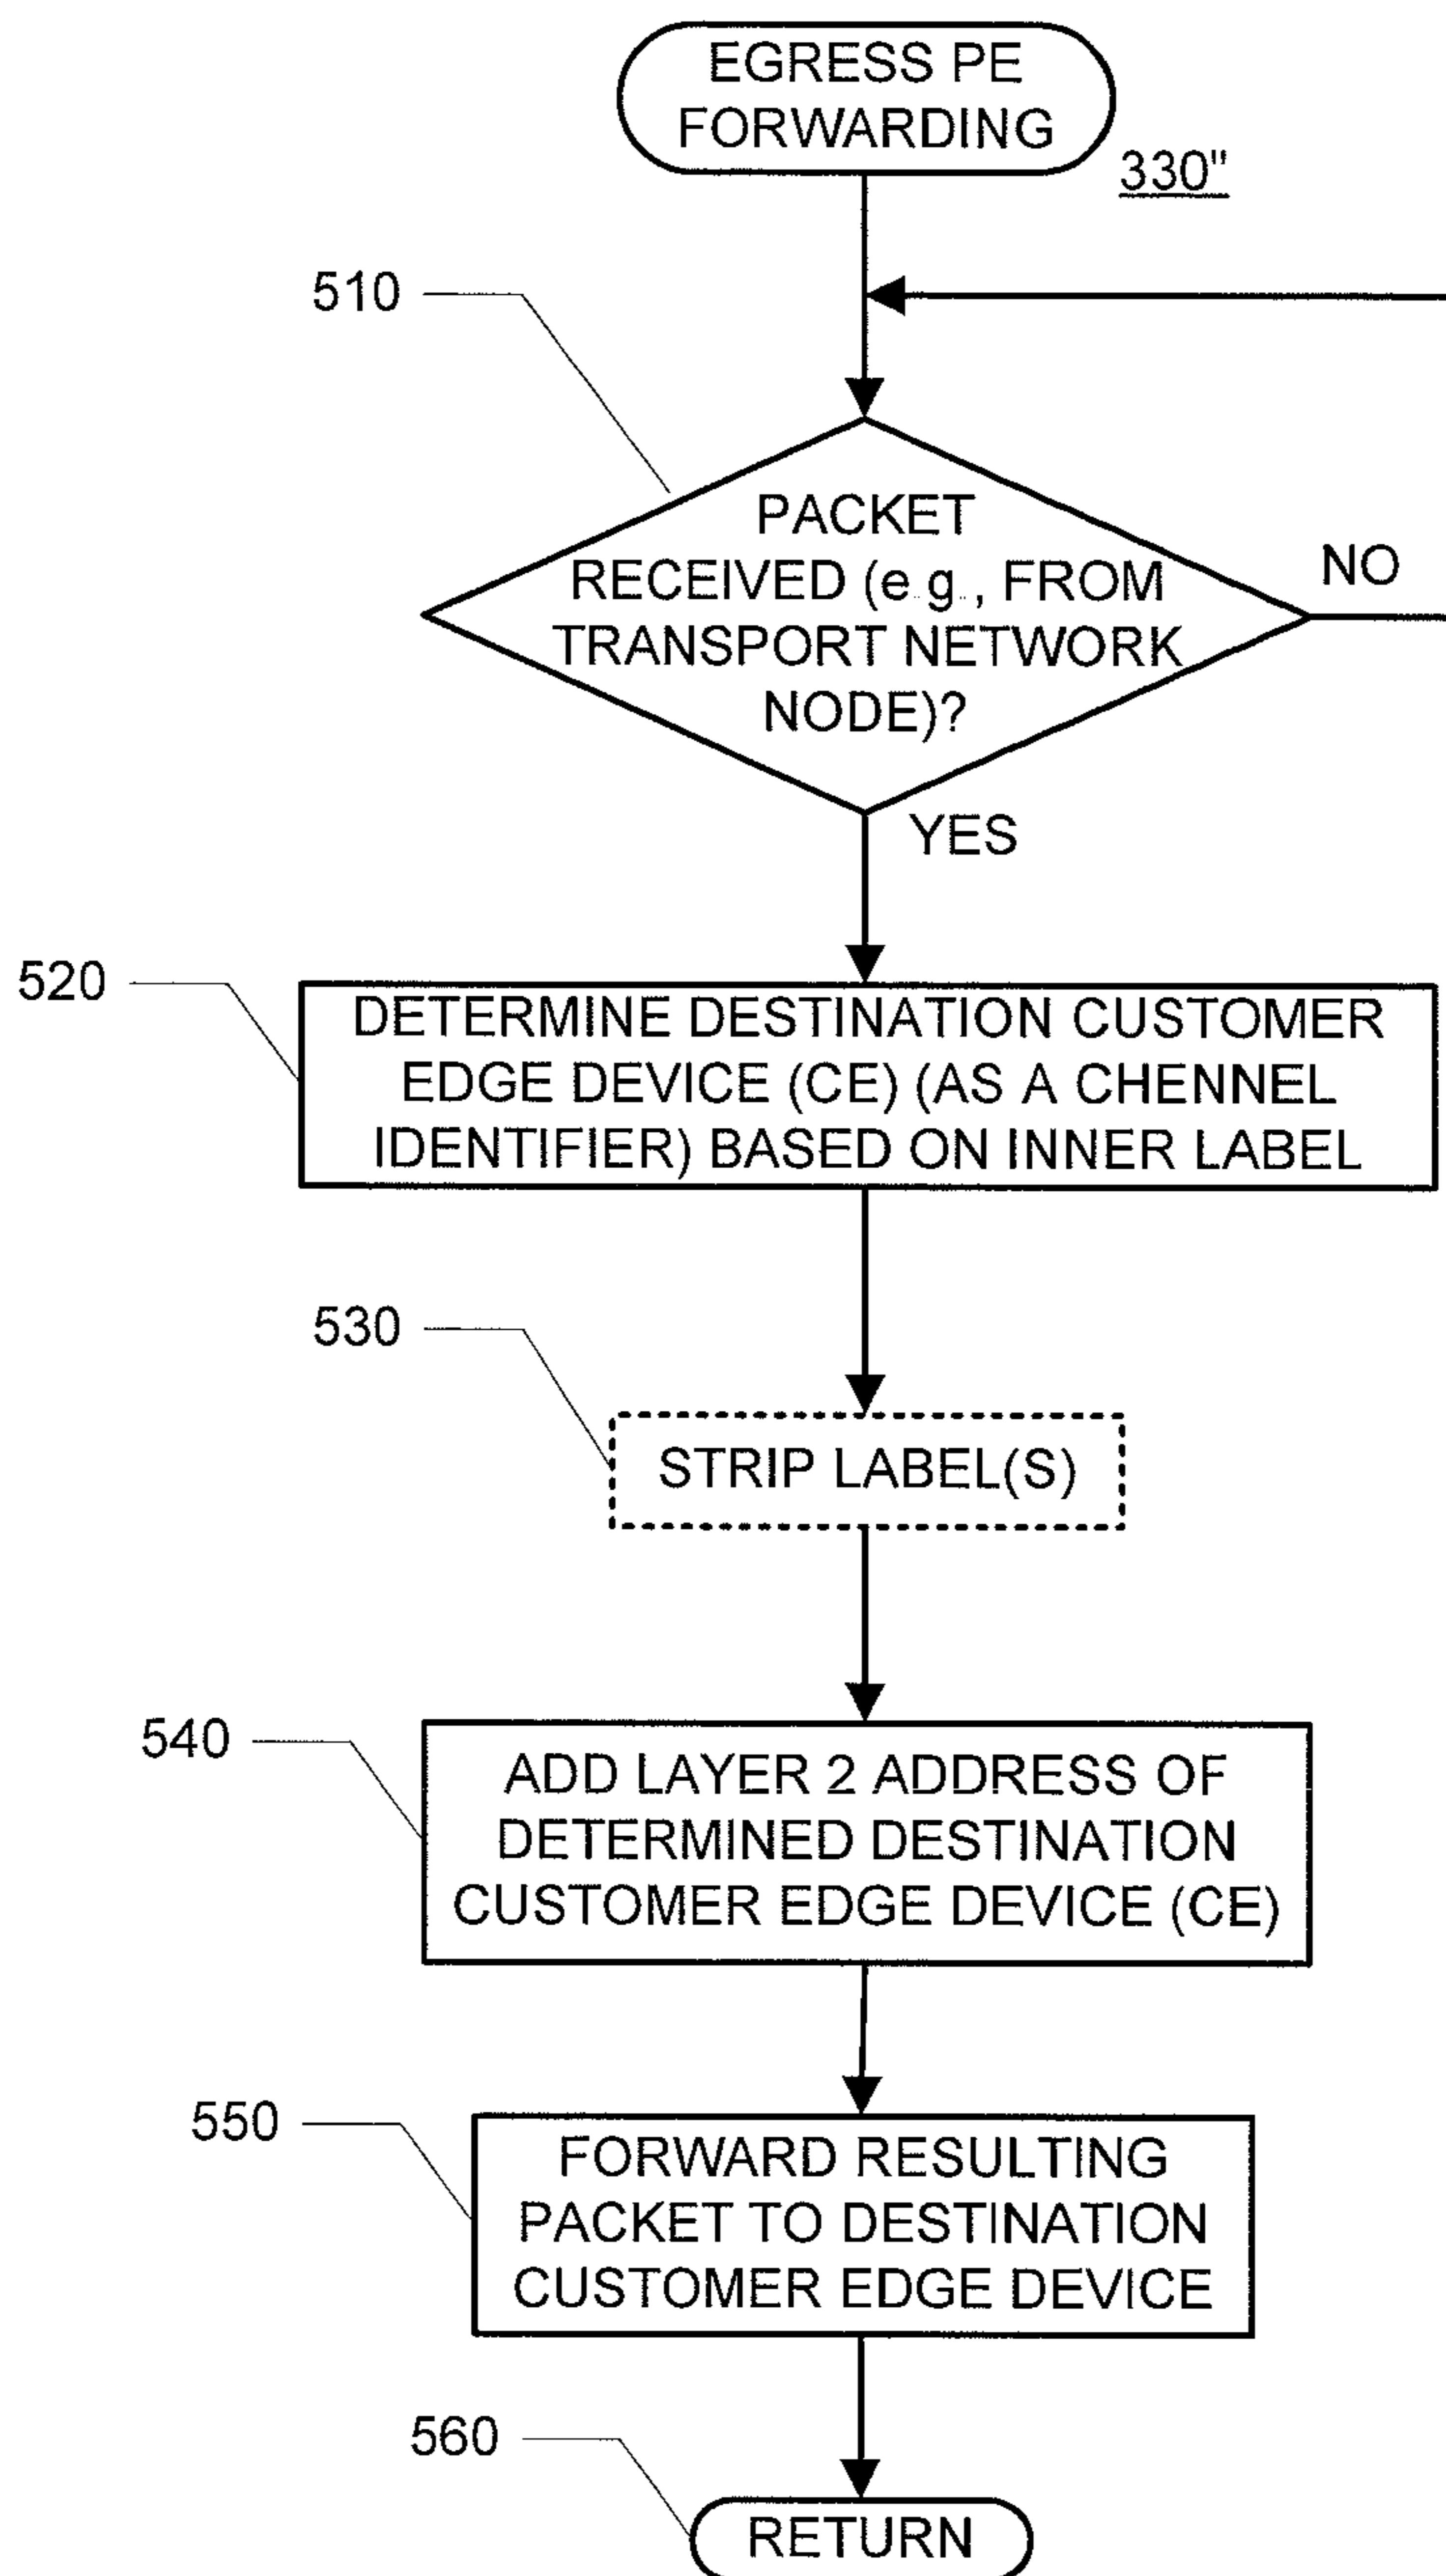 EGRESS PE
FORWARDING
330"
510
PACKET
RECEIVED (e.g., FROM
TRANSPORT NETWORK
NODE)?
NO
YES
520
DETERMINE DESTINATION CUSTOMER
EDGE DEVICE (CE) (AS A CHENNEL
IDENTIFIER) BASED ON INNER LABEL
530
STRIP LABEL(S)
540
ADD LAYER 2 ADDRESS OF
DETERMINED DESTINATION
CUSTOMER EDGE DEVICE (CE)
550
FORWARD RESULTING
PACKET TO DESTINATION
CUSTOMER EDGE DEVICE
560
RETURN